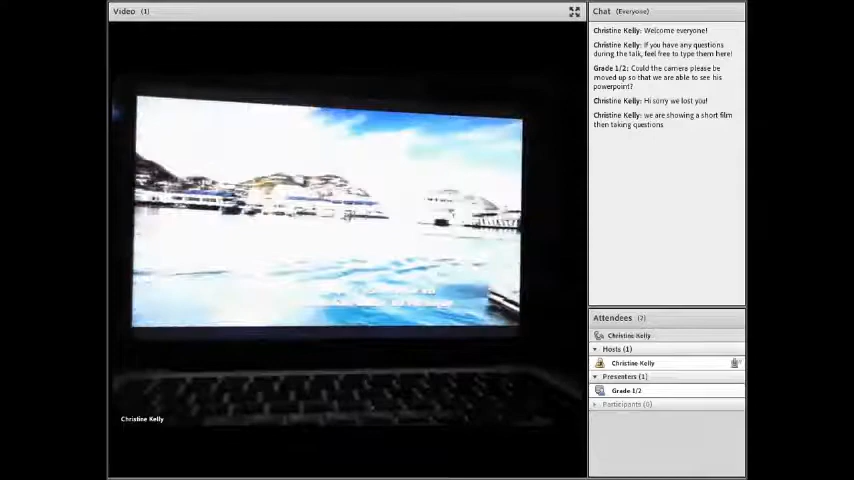 Video (1)
Chat (Everyone)
Christine Kelly: Welcome everyone!
Christine Kelly: If you have any questions
during the talk, feel free to type them here!
Grade 1/2: Could the camera please be
moved up so that we are able to see his
powerpoint?
Christine Kelly: Hi sorry we lost you!
Christine Kelly: we are showing a short film
then taking questions
Attendees (2)
Christine Kelly
Hosts (1)
Christine Kelly
Presenters (1)
Grade 1/2
Participants (0)
Christine Kelly